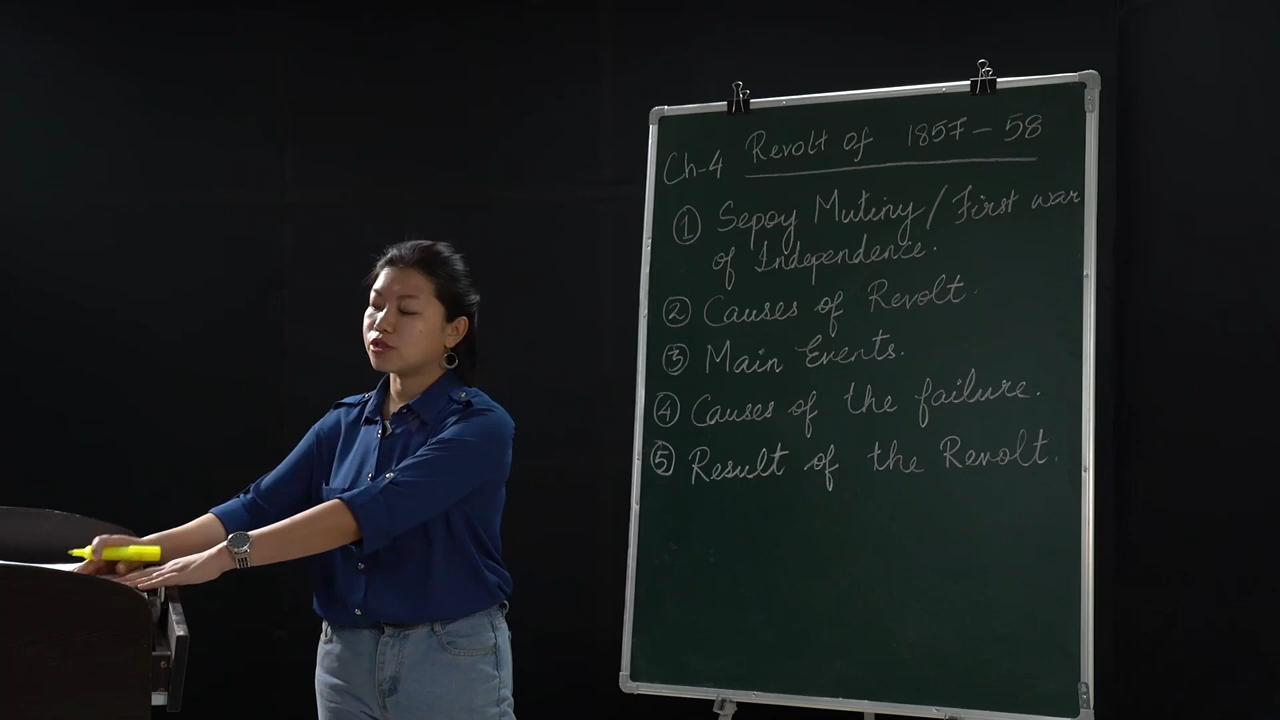 Ch-4 Revolt of 1857-58
① Sepoy Mutiny/First war
of Independence.
② Causes of Revolt.
③ Main Events.
④ Causes of the failure.
⑤ Result of the Revolt.